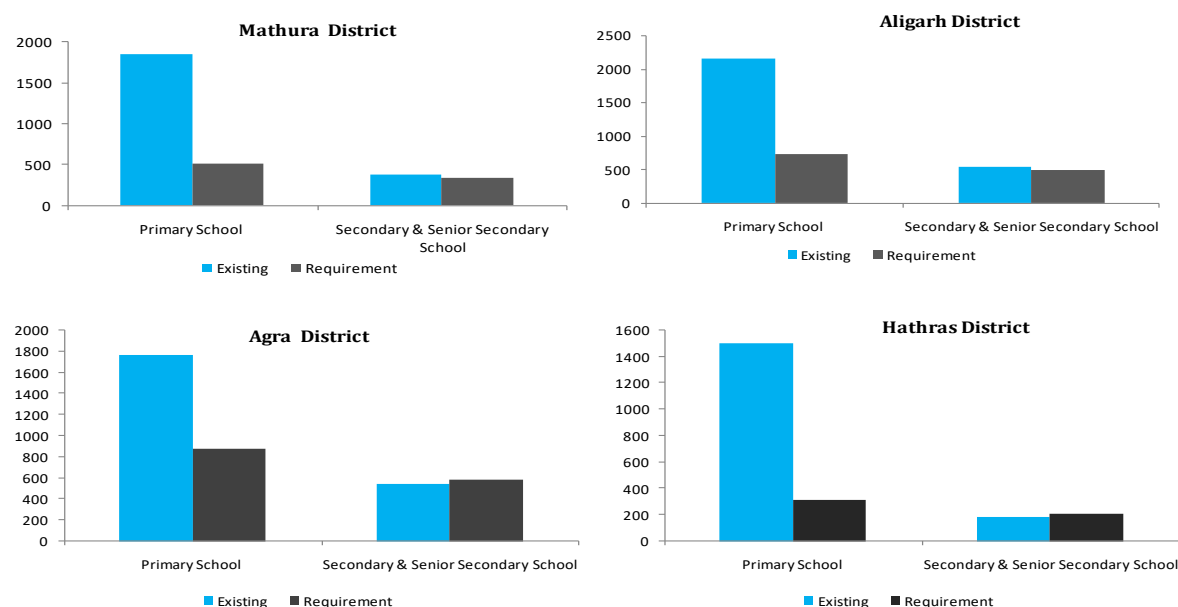 Mathura District
2000
1500
1000
500
0
Primary School
Secondary & Senior Secondary
School
Existing
Requirement
Aligarh District
2500
2000
1500
1000
500
0
Primary School
Secondary & Senior Secondary School
Existing
Requirement
Agra District
2000
1800
1600
1400
1200
1000
800
600
400
200
0
Primary School
Secondary & Senior Secondary School
Existing
Requirement
Hathras District
1600
1400
1200
1000
800
600
400
200
0
Primary School
Secondary & Senior Secondary School
Existing
Requirement